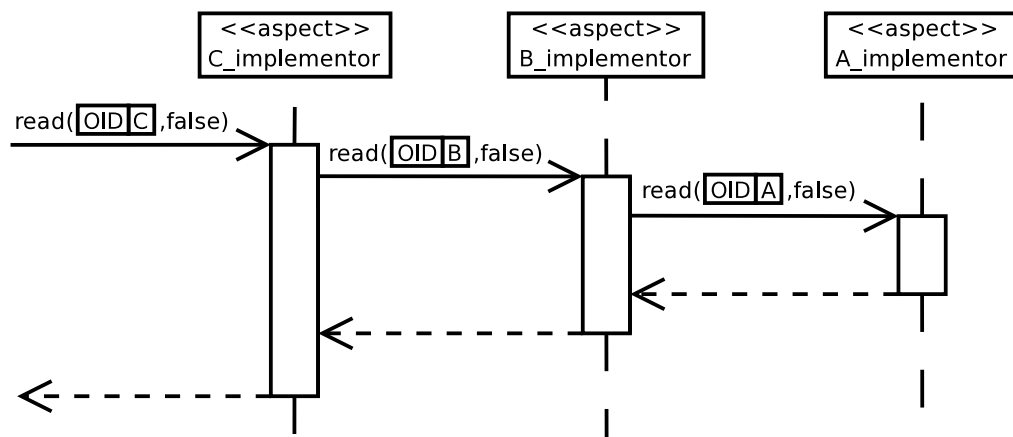 <<aspect>>
C_implementor
<<aspect>>
B_implementor
<<aspect>>
A_implementor
read(OID C,false)
read(OID B,false)
read(OID A,false)